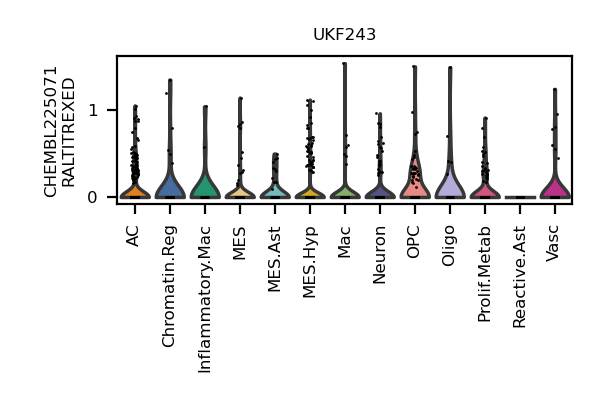 UKF243
CHEMBL225071
RALTITREXED
1
0
AC
Chromatin.Reg
Inflammatory.Mac
MES
MES.Ast
MES.Hyp
Mac
Neuron
OPC
Oligo
Prolif.Metab
Reactive.Ast
Vasc